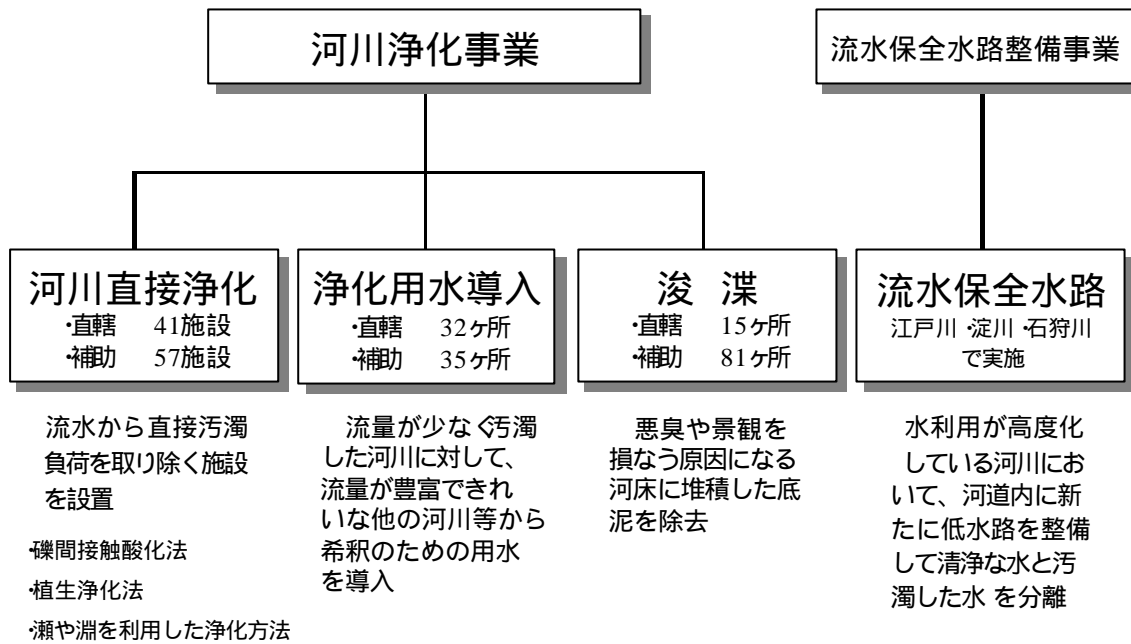 河川浄化事業
流水保全水路整備事業
河川直接浄化
・直轄 41施設
・補助 57施設
浄化用水導入
・直轄 32ヶ所
・補助 35ヶ所
浚 渫
・直轄 15ヶ所
・補助 81ヶ所
流水保全水路
江戸川・淀川・石狩川
で実施
流水から直接汚濁
負荷を取り除く施設
を設置
・礫間接触酸化法
・植生浄化法
・瀬や淵を利用した浄化方法
流量が少なく汚濁
した河川に対して、
流量が豊富できれ
いな他の河川等から
希釈のための用水
を導入
悪臭や景観を
損なう原因になる
河床に堆積した底
泥を除去
水利用が高度化
している河川にお
いて、河道内に新
たに低水路を整備
して清浄な水と汚
濁した水 を分離